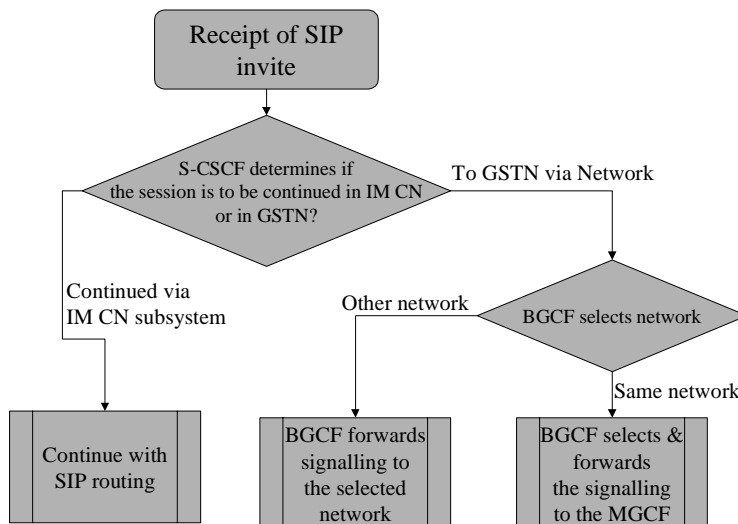 Receipt of SIP
invite
S-CSCF determines if
the session is to be continued in IM CN
or in GSTN?
To GSTN via Network
Continued via
IM CN subsystem
Other network
BGCF selects network
Same network
Continue with
SIP routing
BGCF forwards
signalling to
the selected
network
BGCF selects &
forwards
the signalling
to the MGCF